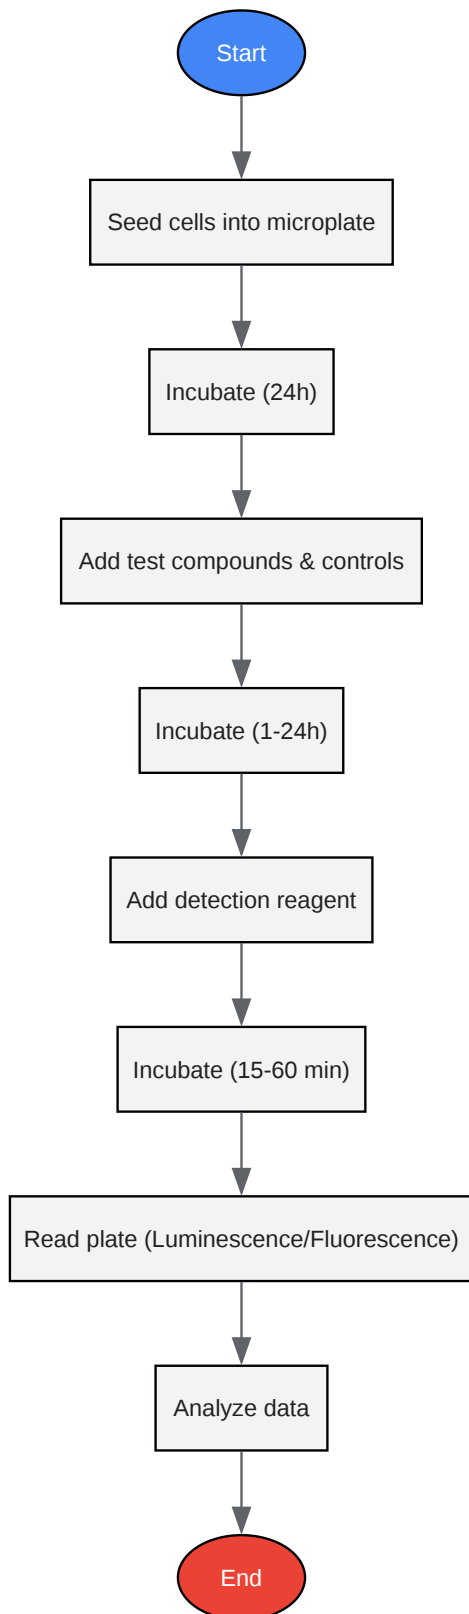 Start
Seed cells into microplate
Incubate (24h)
Add test compounds & controls
Incubate (1-24h)
Add detection reagent
Incubate (15-60 min)
Read plate (Luminescence/Fluorescence)
Analyze data
End